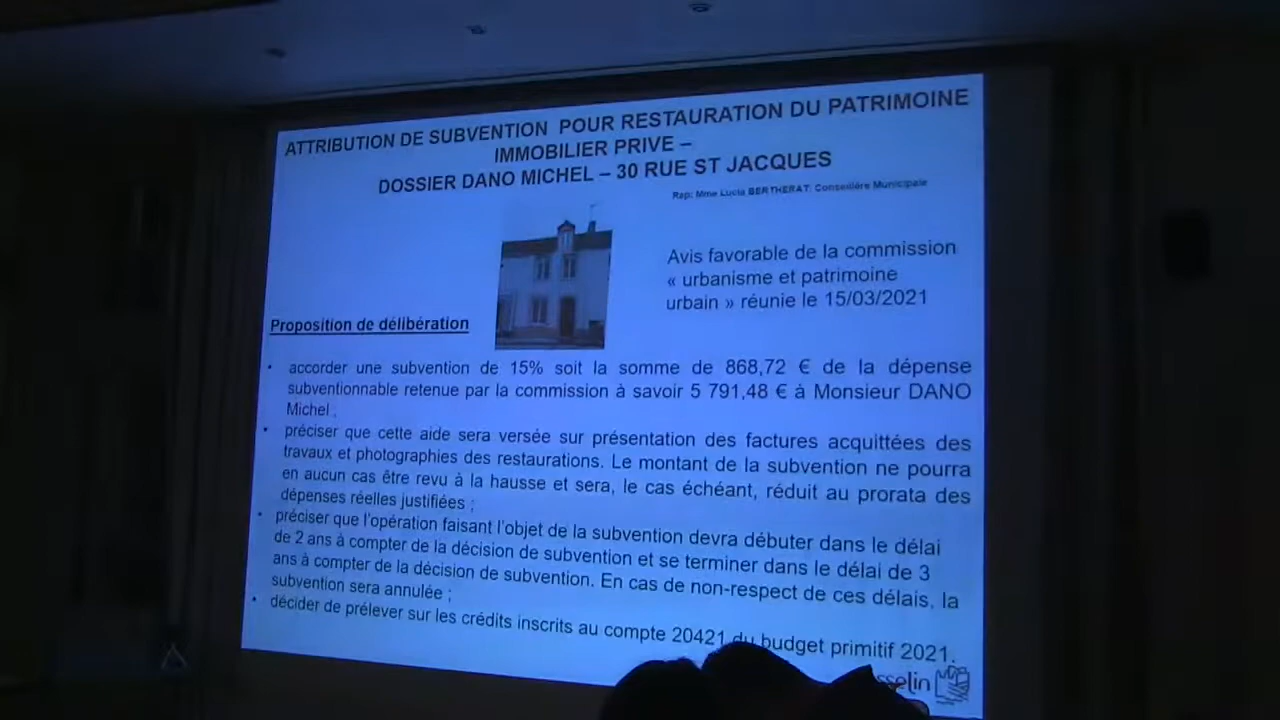 ATTRIBUTION DE SUBVENTION POUR RESTAURATION DU PATRIMOINE
IMMOBILIER PRIVE –
DOSSIER DANO MICHEL – 30 RUE ST JACQUES
Rap: Mme Lucia BERTHERAT, Conseillère Municipale
Avis favorable de la commission
« urbanisme et patrimoine
urbain » réunie le 15/03/2021
Proposition de délibération
• accorder une subvention de 15% soit la somme de 868,72 € de la dépense
subventionnable retenue par la commission à savoir 5 791,48 € à Monsieur DANO
Michel ;
• préciser que cette aide sera versée sur présentation des factures acquittées des
travaux et photographies des restaurations. Le montant de la subvention ne pourra
en aucun cas être revu à la hausse et sera, le cas échéant, réduit au prorata des
dépenses réelles justifiées ;
• préciser que l'opération faisant l'objet de la subvention devra débuter dans le délai
de 2 ans à compter de la décision de subvention et se terminer dans le délai de 3
ans à compter de la décision de subvention. En cas de non-respect de ces délais, la
subvention sera annulée ;
• décider de prélever sur les crédits inscrits au compte 20421 du budget primitif 2021.
sselin